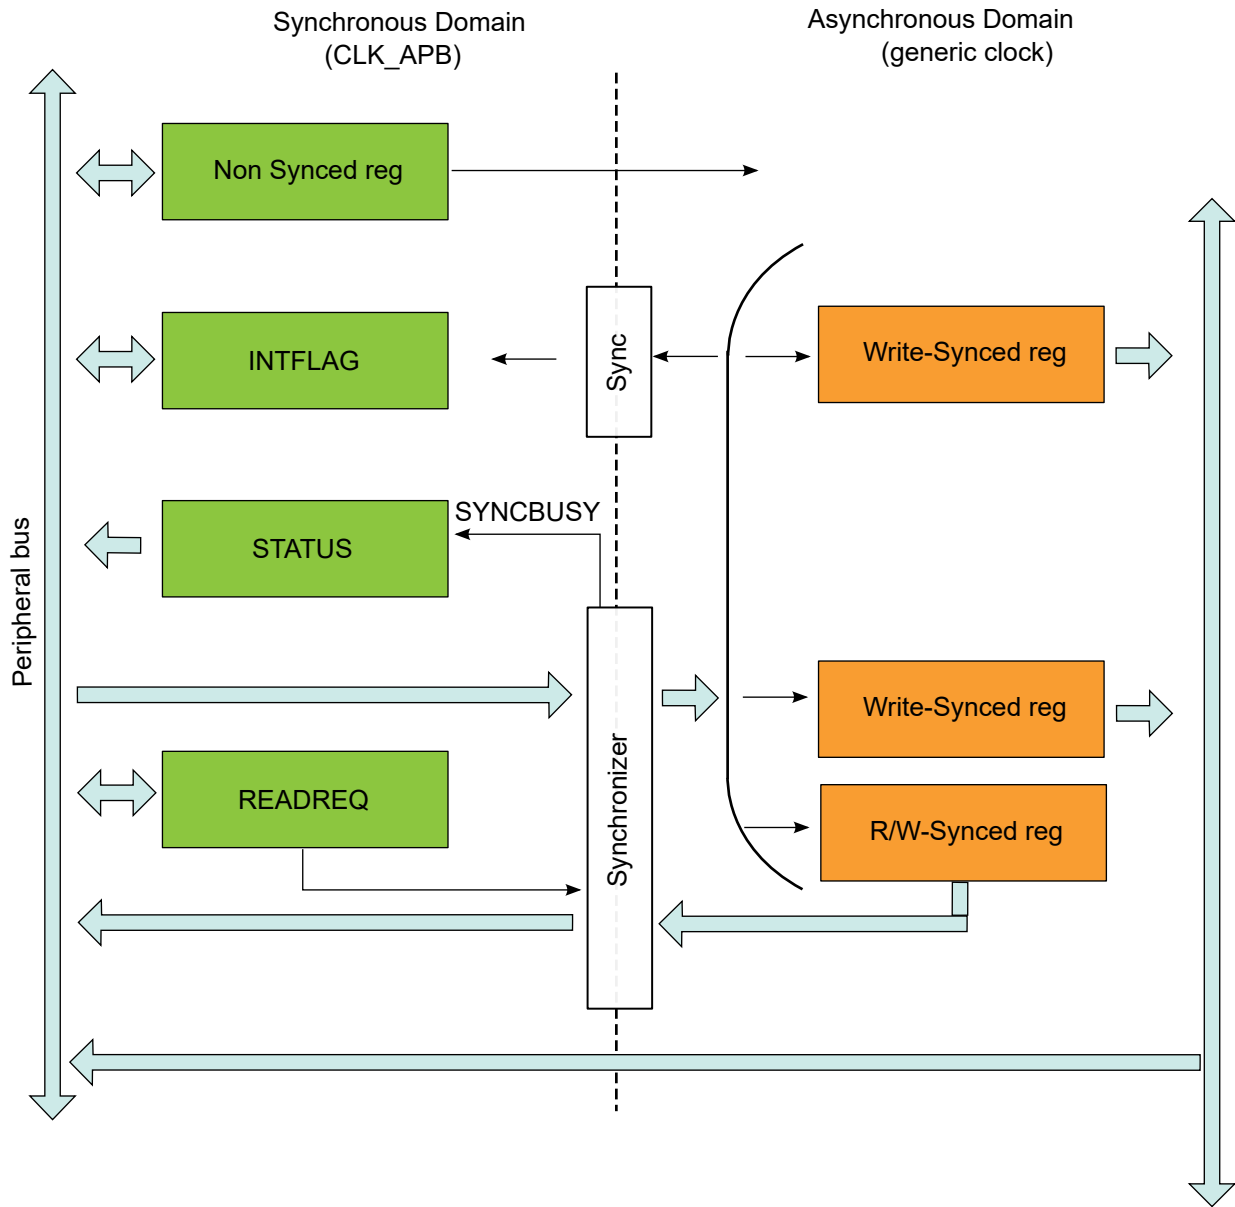 Synchronous Domain
(CLK_APB)
Asynchronous Domain
(generic clock)
Non Synced reg
INTFLAG
Sync
Write-Synced reg
SYNCBUSY
STATUS
Peripheral bus
Write-Synced reg
Synchronizer
READREQ
R/W-Synced reg